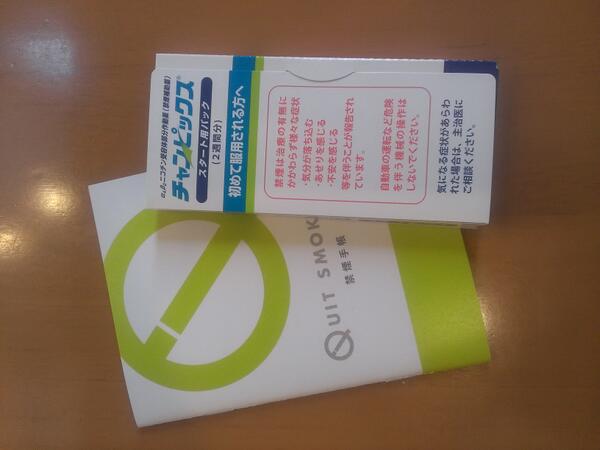 α₄β₂ニコチン受容体部分作動薬(禁煙補助薬)
チャンピックス®
スタート用パック
(2週間分)
初めて服用される方へ
禁煙は治療の有無に
かかわらず様々な症状
・気分が落ち込む
・あせりを感じる
・不安を感じる
等を伴うことが報告され
ています。
自動車の運転など危険
を伴う機械の操作は
しないでください。
気になる症状があらわ
れた場合は、主治医に
ご相談ください。
QUIT SMOK
禁煙手帳